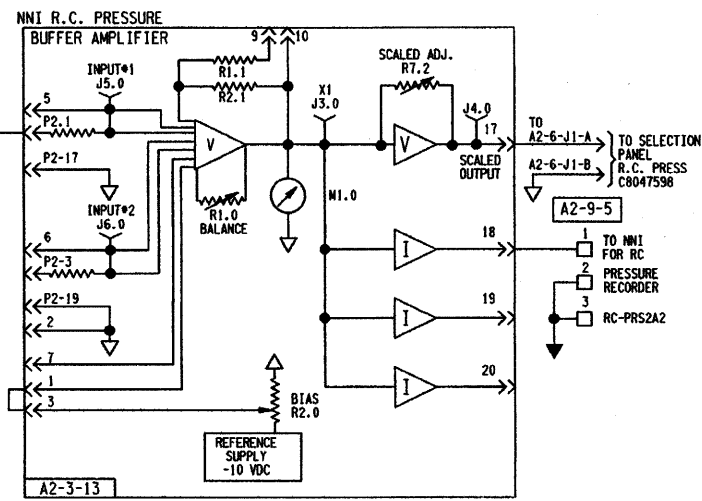 NNI R.C. PRESSURE
BUFFER AMPLIFIER
9
10
R1.1
R2.1
INPUT#1
J5.0
5
P2.1
P2-17
V
R1.0
BALANCE
M1.0
X1
J3.0
SCALED ADJ.
R7.2
V
J4.0
17
SCALED
OUTPUT
TO
A2-6-J1-A
A2-6-J1-B
TO SELECTION
PANEL
R.C. PRESS
C8047598
A2-9-5
INPUT#2
J6.0
6
P2-3
P2-19
2
7
1
3
I
18
I
19
I
20
1
TO NNI
FOR RC
2
PRESSURE
RECORDER
3
RC-PRS2A2
BIAS
R2.0
REFERENCE
SUPPLY
-10 VDC
A2-3-13